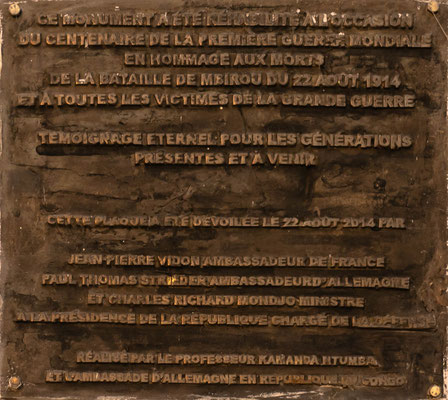 CE MONUMENT A ÉTÉ RÉHABILITÉ À L'OCCASION
DU CENTENAIRE DE LA PREMIÈRE GUERRE MONDIALE
EN HOMMAGE AUX MORTS
DE LA BATAILLE DE MBIROU DU 22 AOÛT 1914
ET À TOUTES LES VICTIMES DE LA GRANDE GUERRE
TÉMOIGNAGE ETERNEL POUR LES GÉNÉRATIONS
PRÉSENTES ET À VENIR
CETTE PLAQUE A ÉTÉ DÉVOILÉE LE 22 AOÛT 2014 PAR
JEAN-PIERRE VIDON AMBASSADEUR DE FRANCE
PAUL THOMAS AMBASSADEUR D'ALLEMAGNE
ET CHARLES RICHARD MONDJO MINISTRE
A LA PRÉSIDENCE DE LA RÉPUBLIQUE CHARGÉ DE LA DÉFENSE
RÉALISÉ PAR LE PROFESSEUR KAMANDA NTUMBA
ET L'AMBASSADE D'ALLEMAGNE EN RÉPUBLIQUE DU CONGO